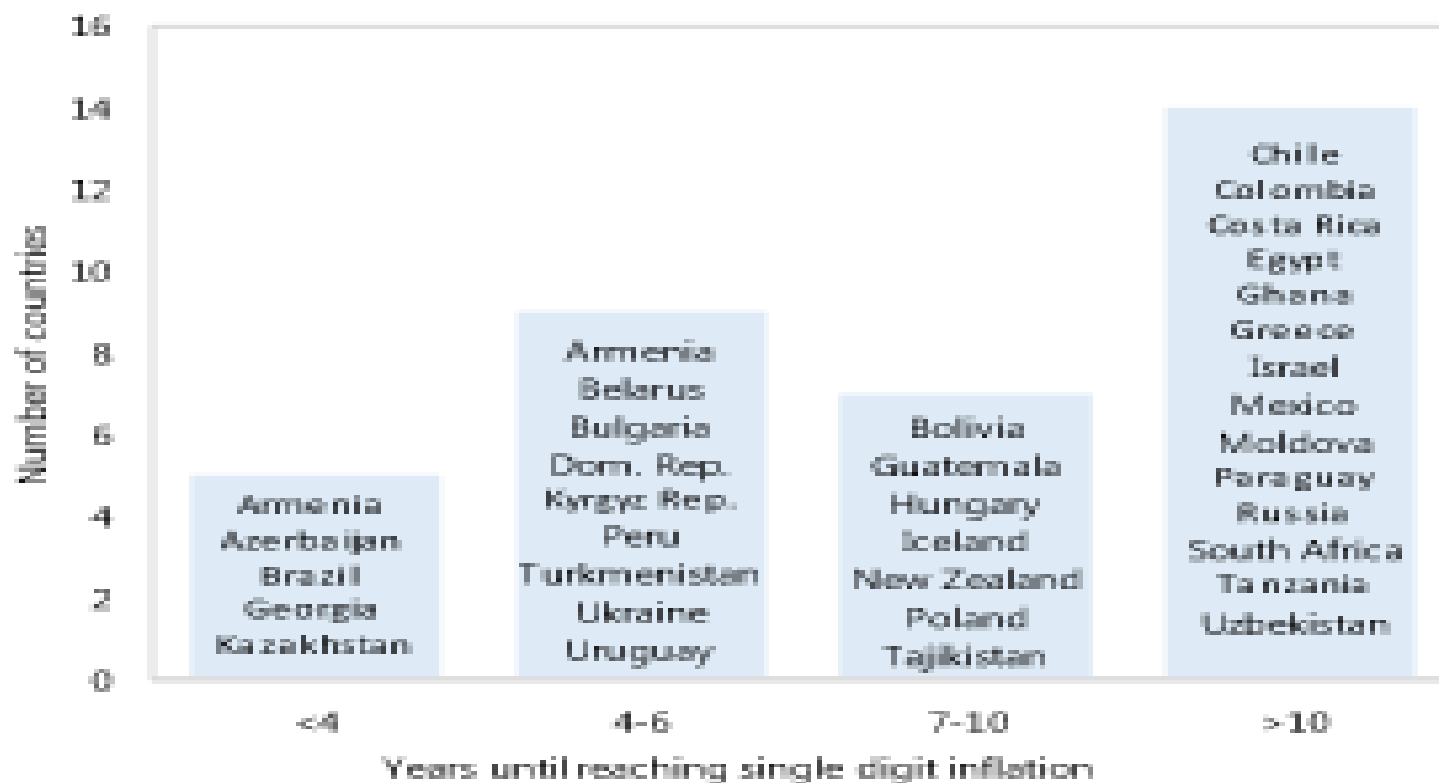 16
14
12
10
8
6
4
2
0
Number of countries
Armenia
Azerbaijan
Brazil
Georgia
Kazakhstan
Armenia
Belarus
Bulgaria
Dom. Rep.
Kyrgyz Rep.
Peru
Turkmenistan
Ukraine
Uruguay
Bolivia
Guatemala
Hungary
Iceland
New Zealand
Poland
Tajikistan
Chile
Colombia
Costa Rica
Egypt
Ghana
Greece
Israel
Mexico
Moldova
Paraguay
Russia
South Africa
Tanzania
Uzbekistan
<4
4-6
7-10
>10
Years until reaching single digit inflation